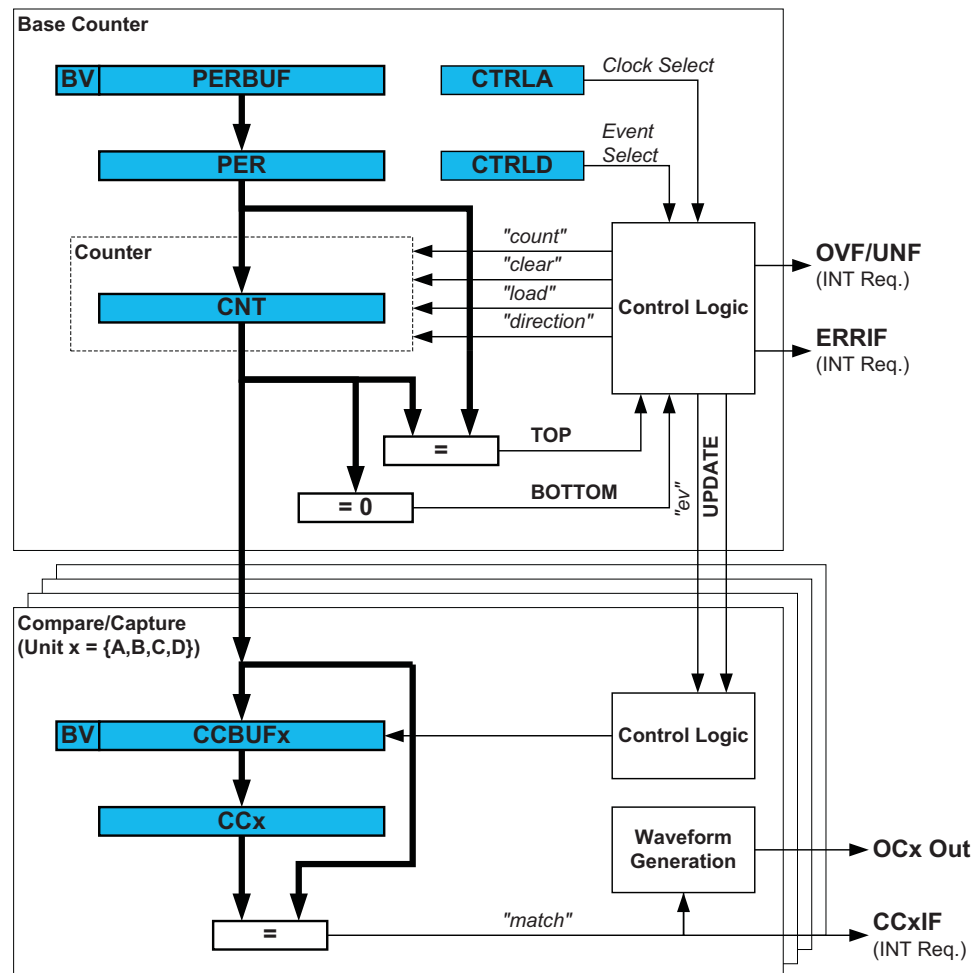 Base Counter
BV
PERBUF
CTRLA
Clock Select
Event
Select
PER
CTRLD
Counter
CNT
"count"
"clear"
"load"
"direction"
Control Logic
OVF/UNF
(INT Req.)
ERRIF
(INT Req.)
=
TOP
= 0
BOTTOM
"ev"
UPDATE
Compare/Capture
(Unit x = {A,B,C,D})
BV
CCBUFx
Control Logic
CCx
Waveform
Generation
OCx Out
=
"match"
CCxIF
(INT Req.)